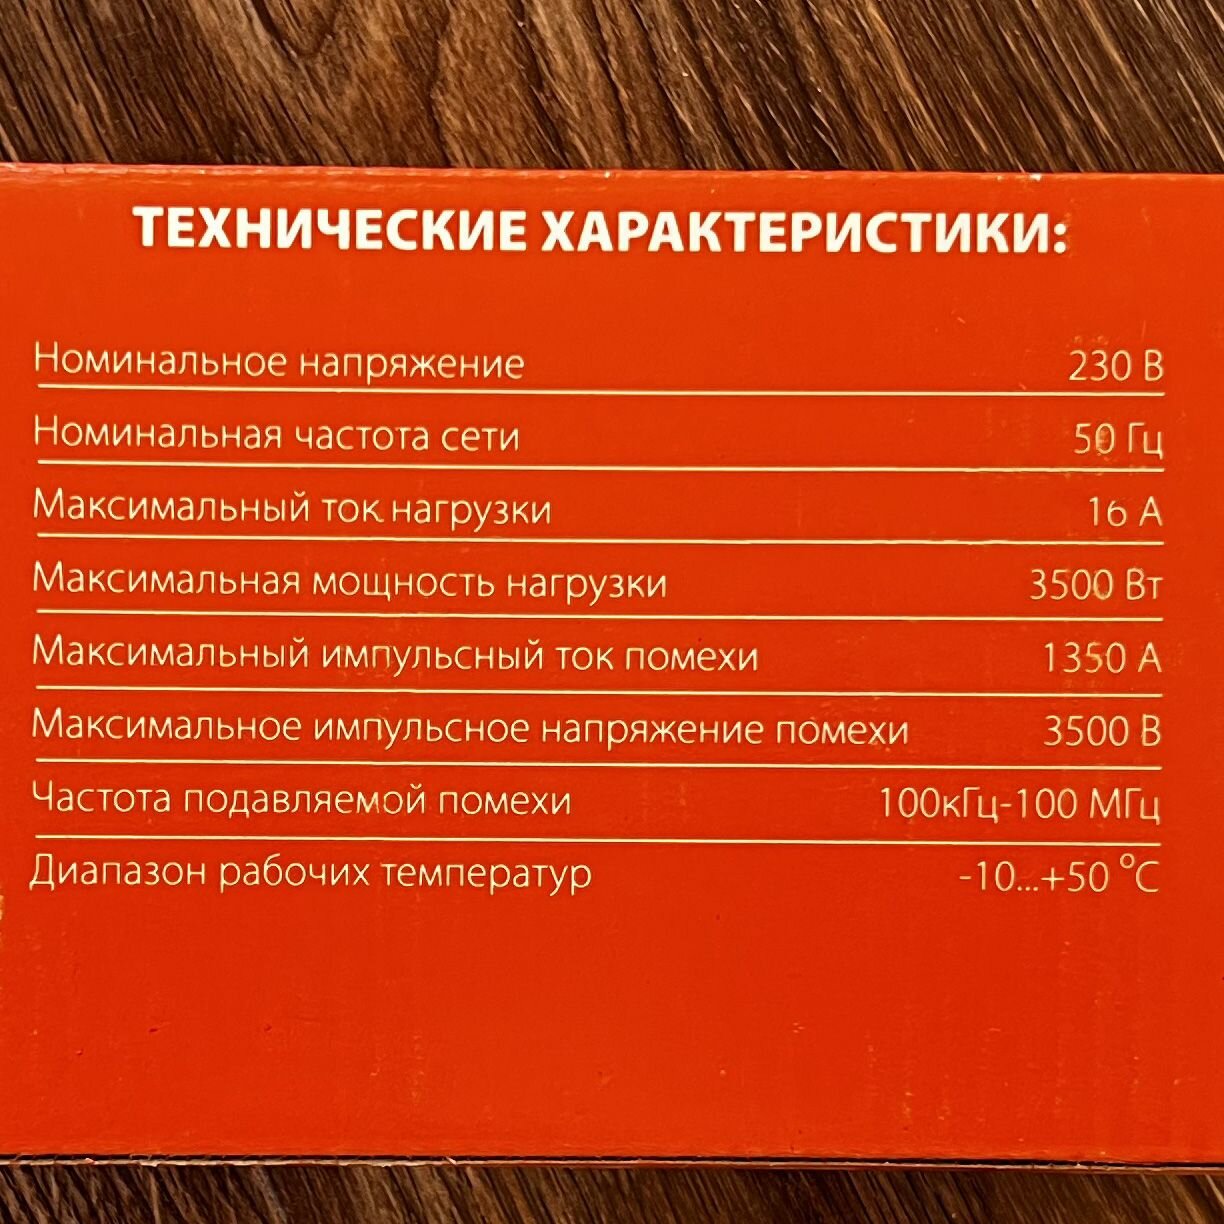 ТЕХНИЧЕСКИЕ ХАРАКТЕРИСТИКИ:
Номинальное напряжение 230 В
Номинальная частота сети 50 Гц
Максимальный ток нагрузки 16 А
Максимальная мощность нагрузки 3500 Вт
Максимальный импульсный ток помехи 1350 А
Максимальное импульсное напряжение помехи 3500 В
Частота подавляемой помехи 100кГц-100 МГц
Диапазон рабочих температур -10...+50 °С